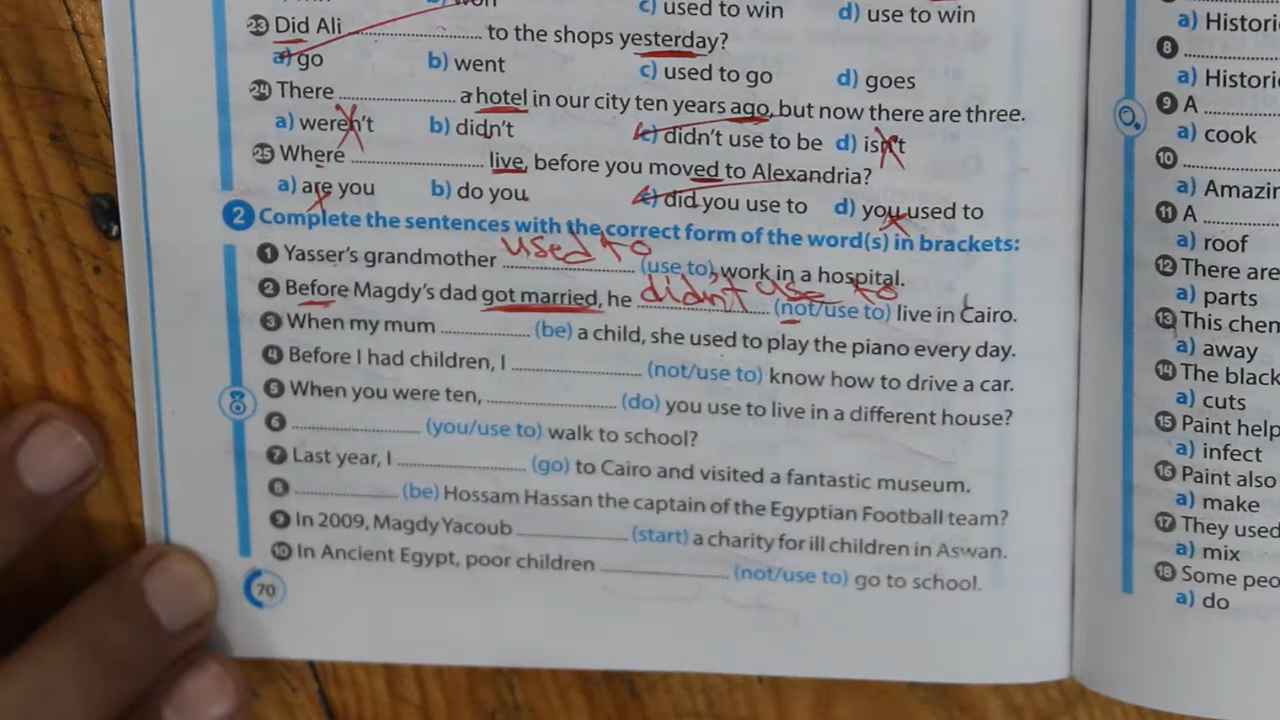 c) used to win d) use to win
23 Did Ali ........................ to the shops yesterday?
a) go b) went c) used to go d) goes
24 There ........................ a hotel in our city ten years ago, but now there are three.
a) weren't b) didn't c) didn't use to be d) isn't
25 Where ........................ live, before you moved to Alexandria?
a) are you b) do you c) did you use to d) you used to
2 Complete the sentences with the correct form of the word(s) in brackets:
1 Yasser's grandmother used to (use to), work in a hospital.
2 Before Magdy's dad got married, he didn't use to (not/use to) live in Cairo.
3 When my mum ................ (be) a child, she used to play the piano every day.
4 Before I had children, I ........................ (not/use to) know how to drive a car.
5 When you were ten, ........................ (do) you use to live in a different house?
6 ........................ (you/use to) walk to school?
7 Last year, I ........................ (go) to Cairo and visited a fantastic museum.
8 .................... (be) Hossam Hassan the captain of the Egyptian Football team?
9 In 2009, Magdy Yacoub .................... (start) a charity for ill children in Aswan.
10 In Ancient Egypt, poor children ........................ (not/use to) go to school.
70
a)
8 ................
a)
9 A ................
a) cook
10 ................
a)
11 A ................
a) roof
12 There are
a) parts
13 This
a) away
14 The black
a) cuts
15 Paint help
a) infect
16 Paint also
a) make
17 They used
a) mix
18 Some
a) do